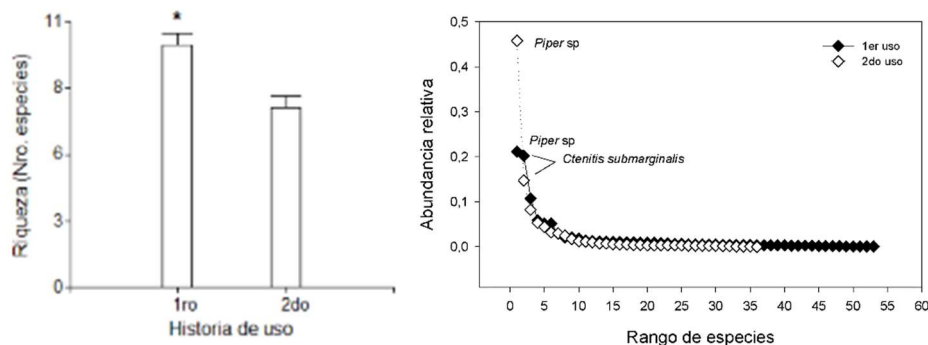 11
8
6
3
0
*
Riqueza (Nro. especies)
1ro 2do
Historia de uso
0,5
0,4
0,3
0,2
0,1
0,0
Abundancia relativa
Piper sp
Piper sp
Ctenitis submarginalis
1er uso
2do uso
0 5 10 15 20 25 30 35 40 45 50 55 60
Rango de especies